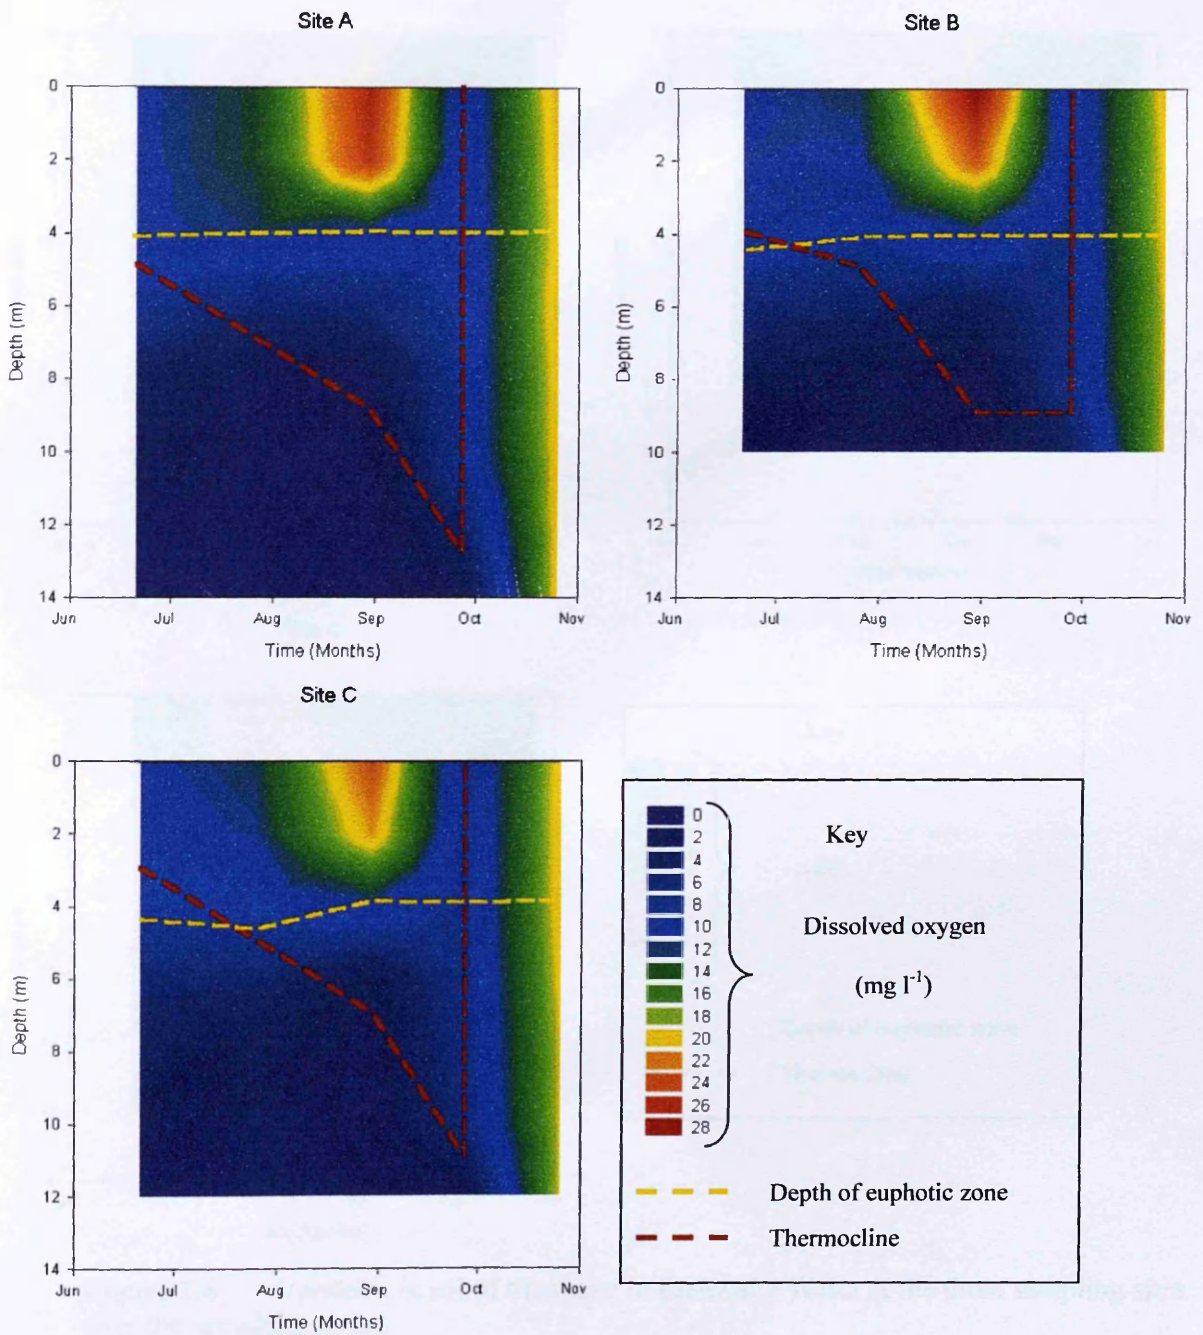 Site A
Site B
0
2
4
6
8
10
12
14
Depth (m)
Jun Jul Aug Sep Oct Nov
Time (Months)
0
2
4
6
8
10
12
14
Depth (m)
Jun Jul Aug Sep Oct Nov
Time (Months)
Site C
0
2
4
6
8
10
12
14
Depth (m)
Jun Jul Aug Sep Oct Nov
Time (Months)
0
2
4
6
8
10
12
14
16
18
20
22
24
26
28
Key
Dissolved oxygen
(mg l⁻¹)
Depth of euphotic zone
Thermocline